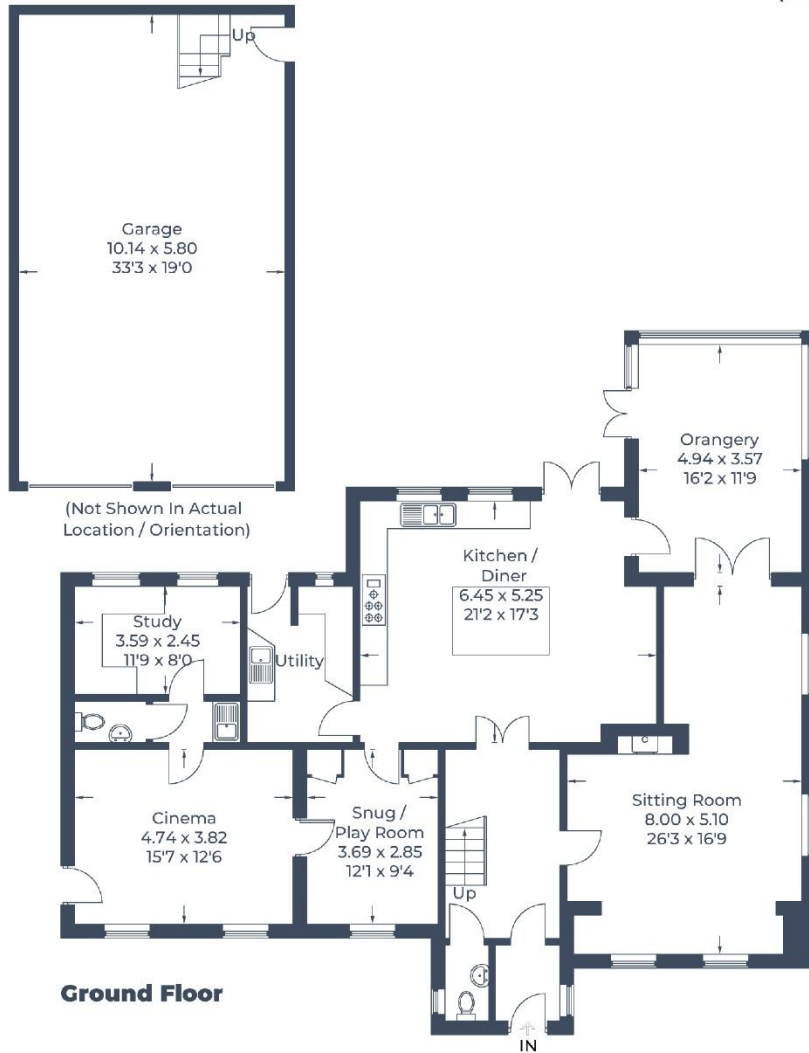 Up
Garage
10.14 x 5.80
33'3 x 19'0
(Not Shown In Actual
Location / Orientation)
Orangery
4.94 x 3.57
16'2 x 11'9
Kitchen /
Diner
6.45 x 5.25
21'2 x 17'3
Study
3.59 x 2.45
11'9 x 8'0
Utility
Cinema
4.74 x 3.82
15'7 x 12'6
Snug /
Play Room
3.69 x 2.85
12'1 x 9'4
Up
Sitting Room
8.00 x 5.10
26'3 x 16'9
Ground Floor
IN